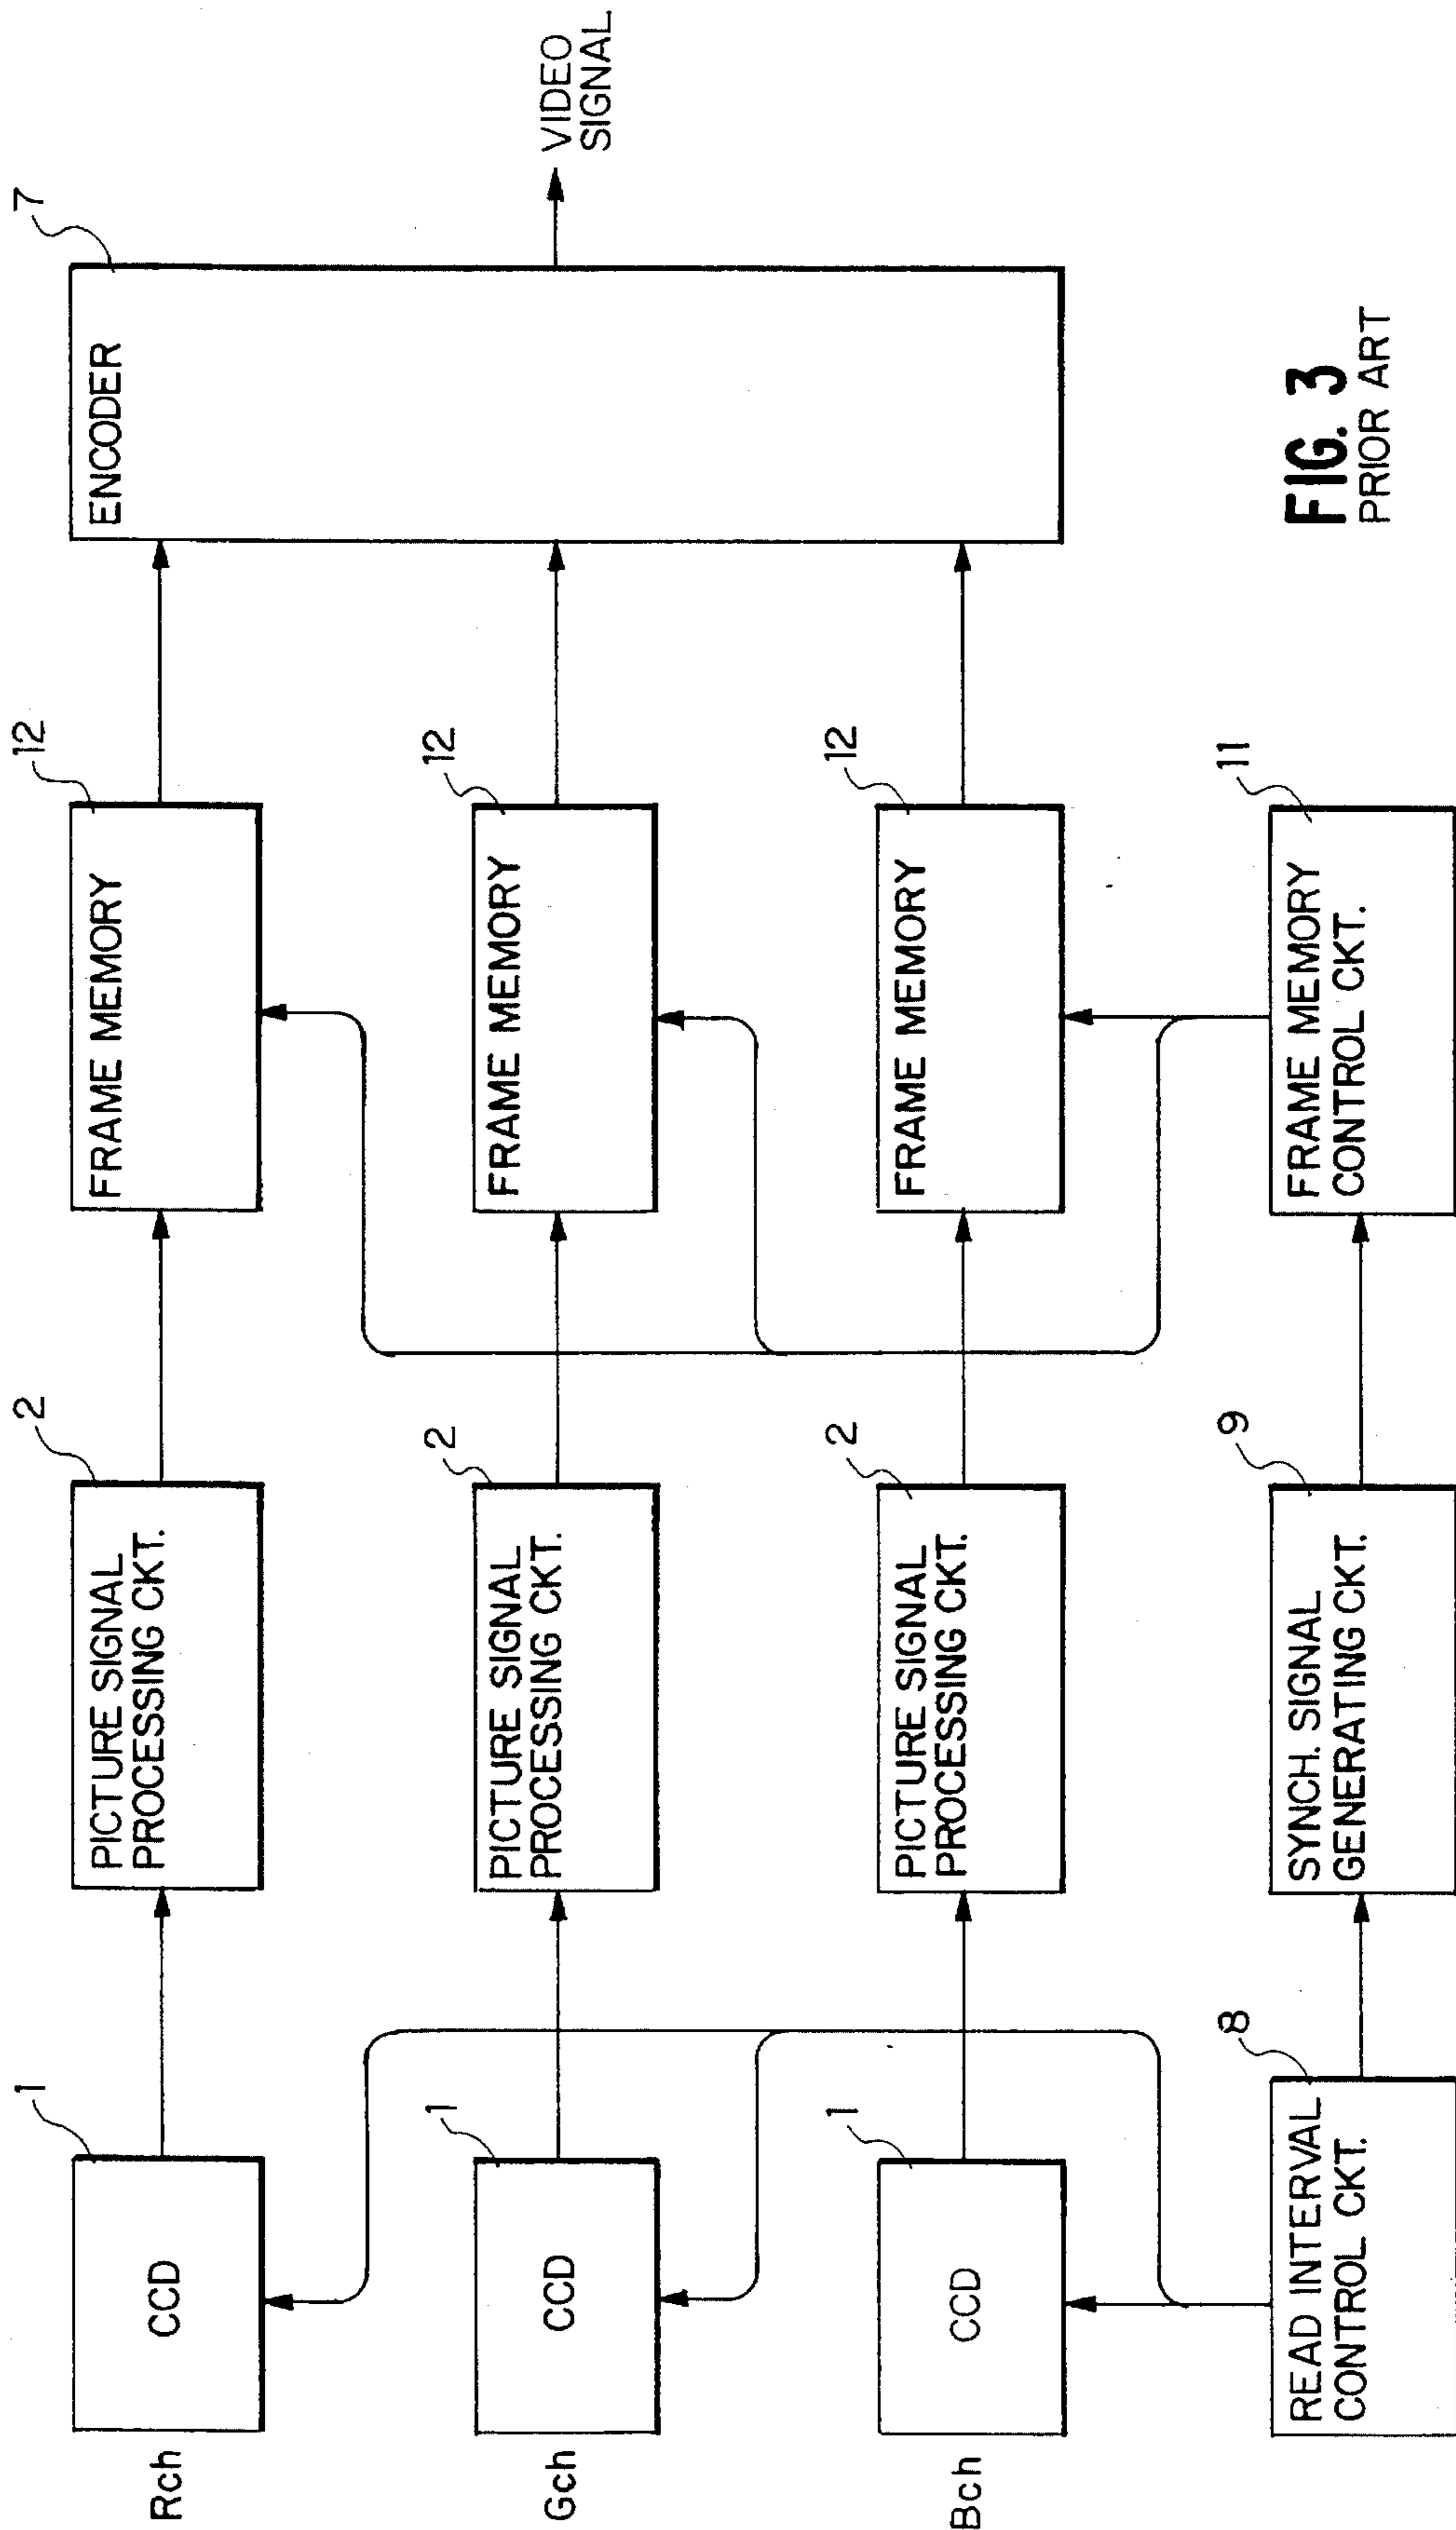 Rch
1
CCD
2
PICTURE SIGNAL
PROCESSING CKT.
12
FRAME MEMORY
7
ENCODER
VIDEO
SIGNAL
Gch
1
CCD
2
PICTURE SIGNAL
PROCESSING CKT.
12
FRAME MEMORY
Bch
1
CCD
2
PICTURE SIGNAL
PROCESSING CKT.
12
FRAME MEMORY
8
READ INTERVAL
CONTROL CKT.
9
SYNCH. SIGNAL
GENERATING CKT.
11
FRAME MEMORY
CONTROL CKT.
FIG. 3
PRIOR ART